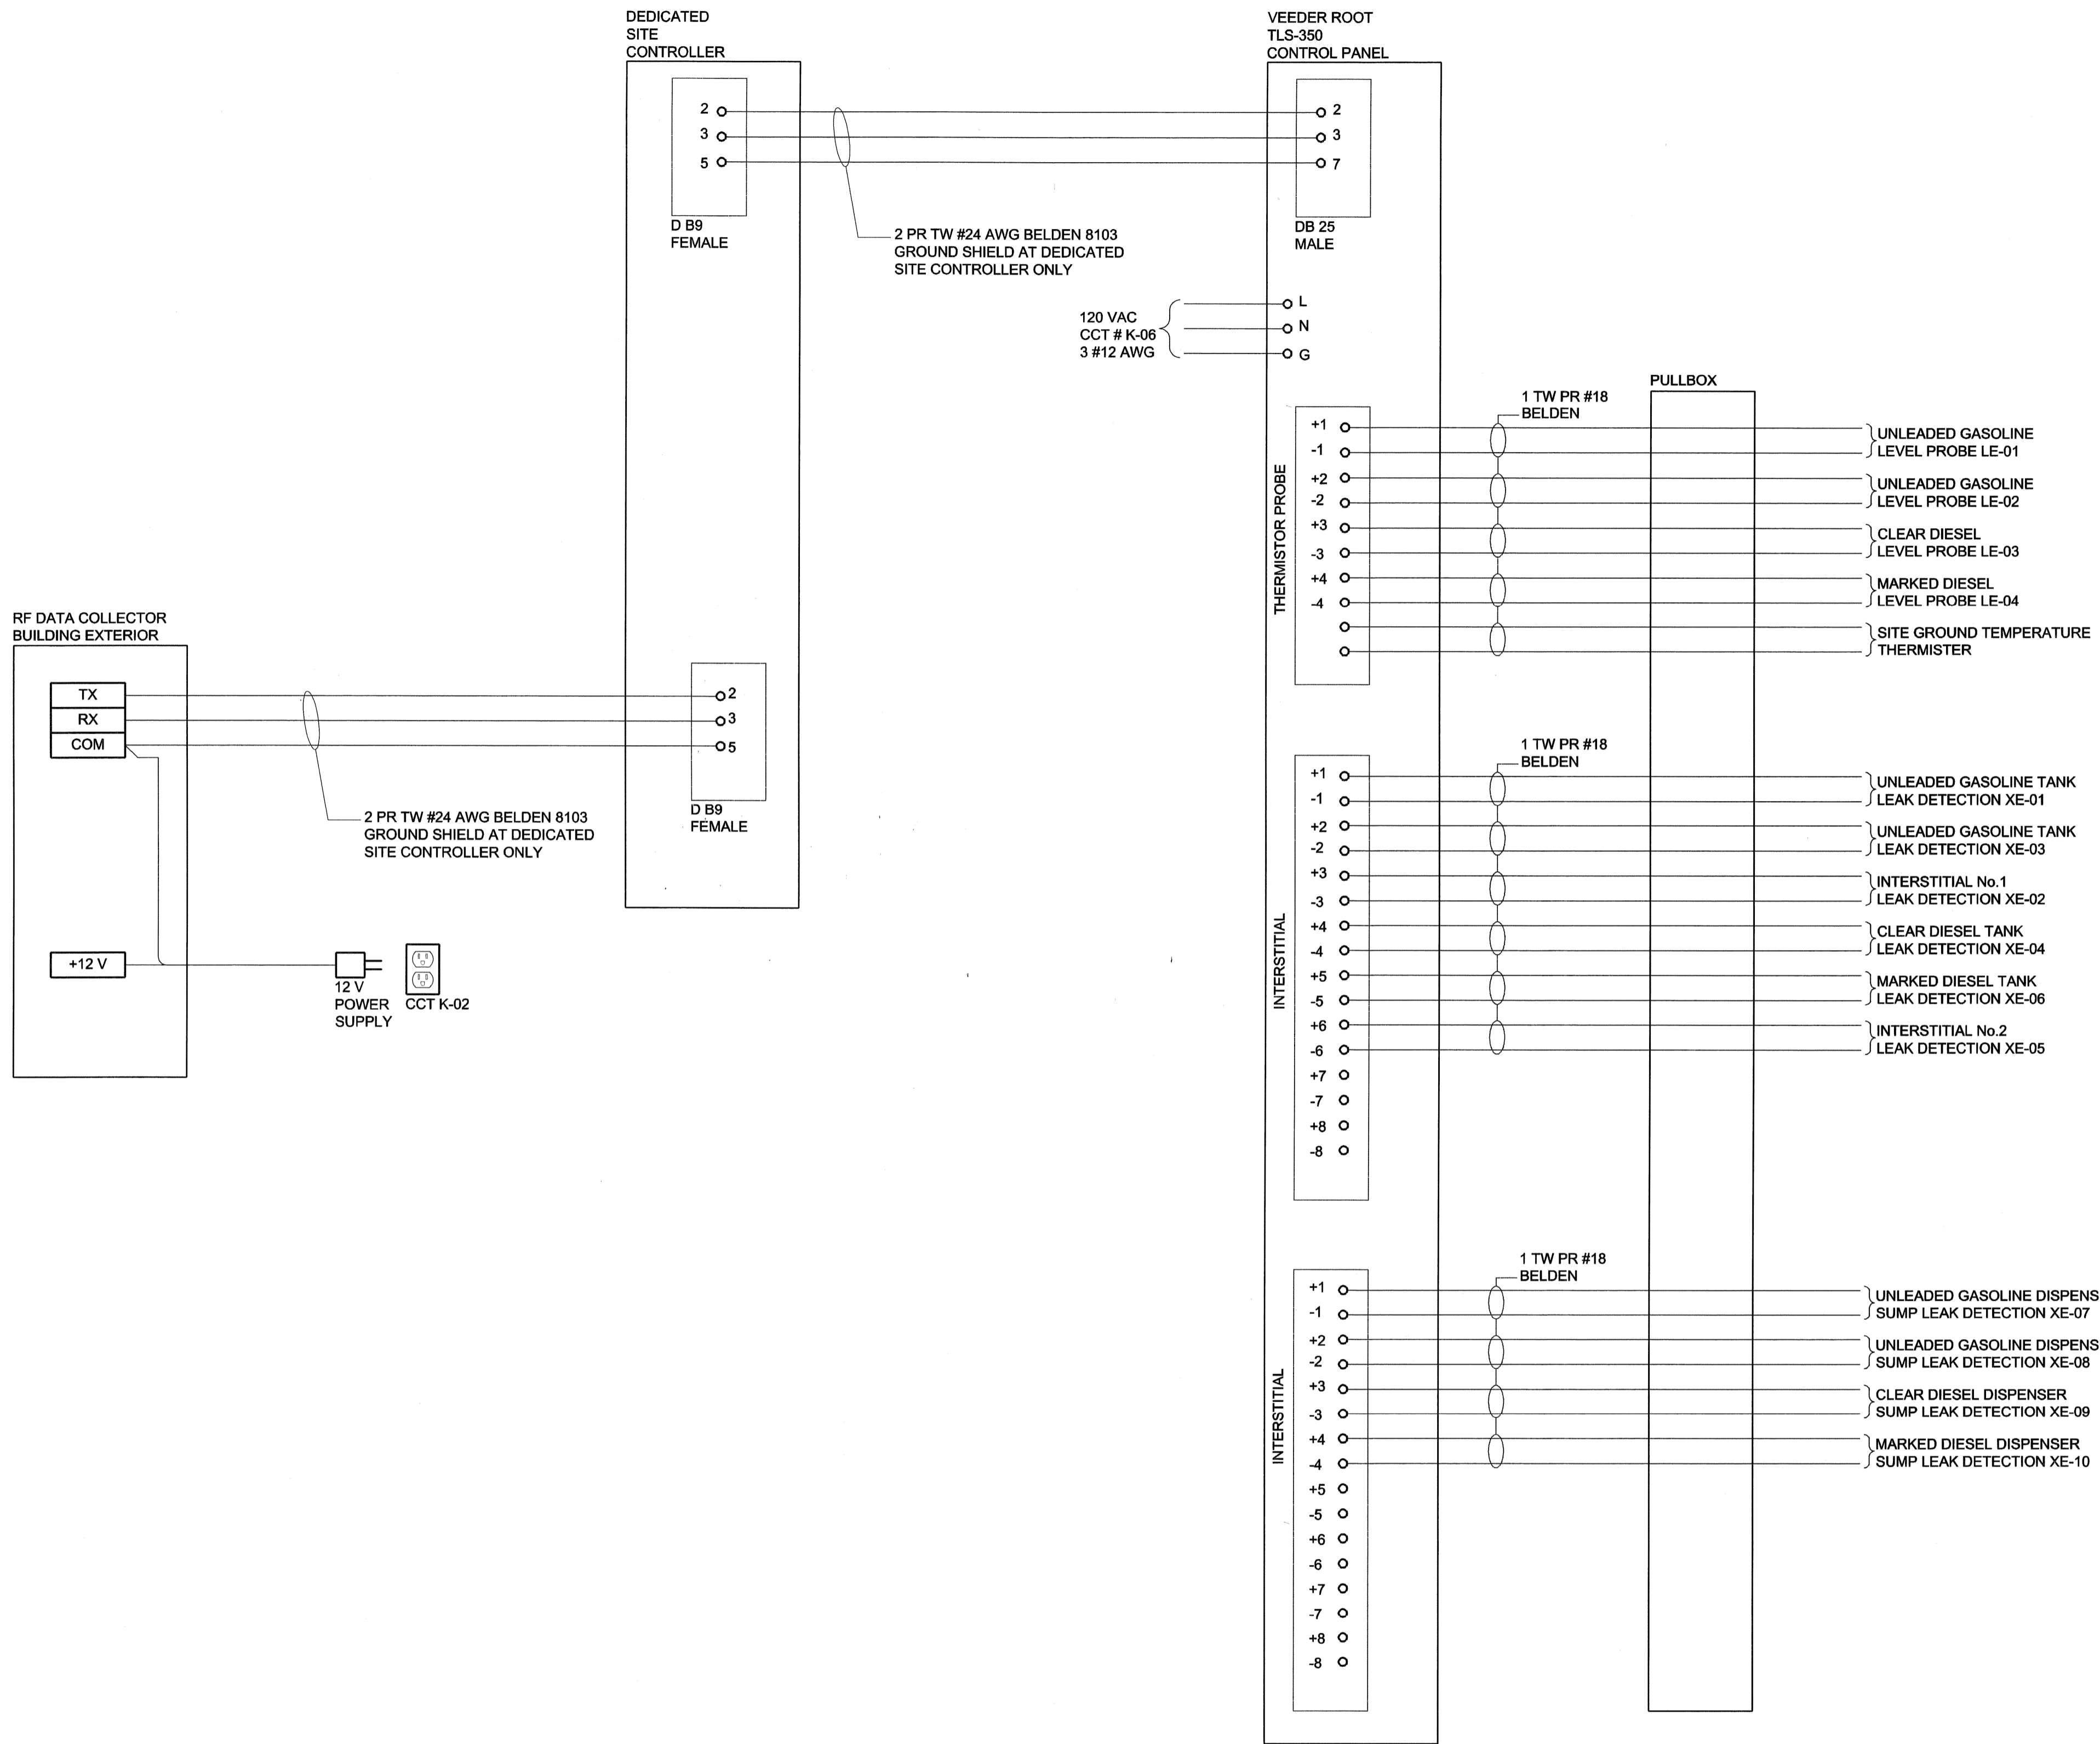 DEDICATED
SITE
CONTROLLER
2
3
5
D B9
FEMALE
2 PR TW #24 AWG BELDEN 8103
GROUND SHIELD AT DEDICATED
SITE CONTROLLER ONLY
VEEDER ROOT
TLS-350
CONTROL PANEL
2
3
7
DB 25
MALE
120 VAC
CCT # K-06
3 #12 AWG
L
N
G
PULLBOX
THERMISTOR PROBE
1 TW PR #18
BELDEN
+1
-1
+2
-2
+3
-3
+4
-4
UNLEADED GASOLINE
LEVEL PROBE LE-01
UNLEADED GASOLINE
LEVEL PROBE LE-02
CLEAR DIESEL
LEVEL PROBE LE-03
MARKED DIESEL
LEVEL PROBE LE-04
SITE GROUND TEMPERATURE
THERMISTER
RF DATA COLLECTOR
BUILDING EXTERIOR
TX
RX
COM
+12 V
2 PR TW #24 AWG BELDEN 8103
GROUND SHIELD AT DEDICATED
SITE CONTROLLER ONLY
2
3
5
D B9
FEMALE
12 V
POWER
SUPPLY
CCT K-02
INTERSTITIAL
1 TW PR #18
BELDEN
+1
-1
+2
-2
+3
-3
+4
-4
+5
-5
+6
-6
+7
-7
+8
-8
UNLEADED GASOLINE TANK
LEAK DETECTION XE-01
UNLEADED GASOLINE TANK
LEAK DETECTION XE-03
INTERSTITIAL No.1
LEAK DETECTION XE-02
CLEAR DIESEL TANK
LEAK DETECTION XE-04
MARKED DIESEL TANK
LEAK DETECTION XE-06
INTERSTITIAL No.2
LEAK DETECTION XE-05
INTERSTITIAL
1 TW PR #18
BELDEN
+1
-1
+2
-2
+3
-3
+4
-4
+5
-5
+6
-6
+7
-7
+8
-8
UNLEADED GASOLINE DISPENS
SUMP LEAK DETECTION XE-07
UNLEADED GASOLINE DISPENS
SUMP LEAK DETECTION XE-08
CLEAR DIESEL DISPENSER
SUMP LEAK DETECTION XE-09
MARKED DIESEL DISPENSER
SUMP LEAK DETECTION XE-10